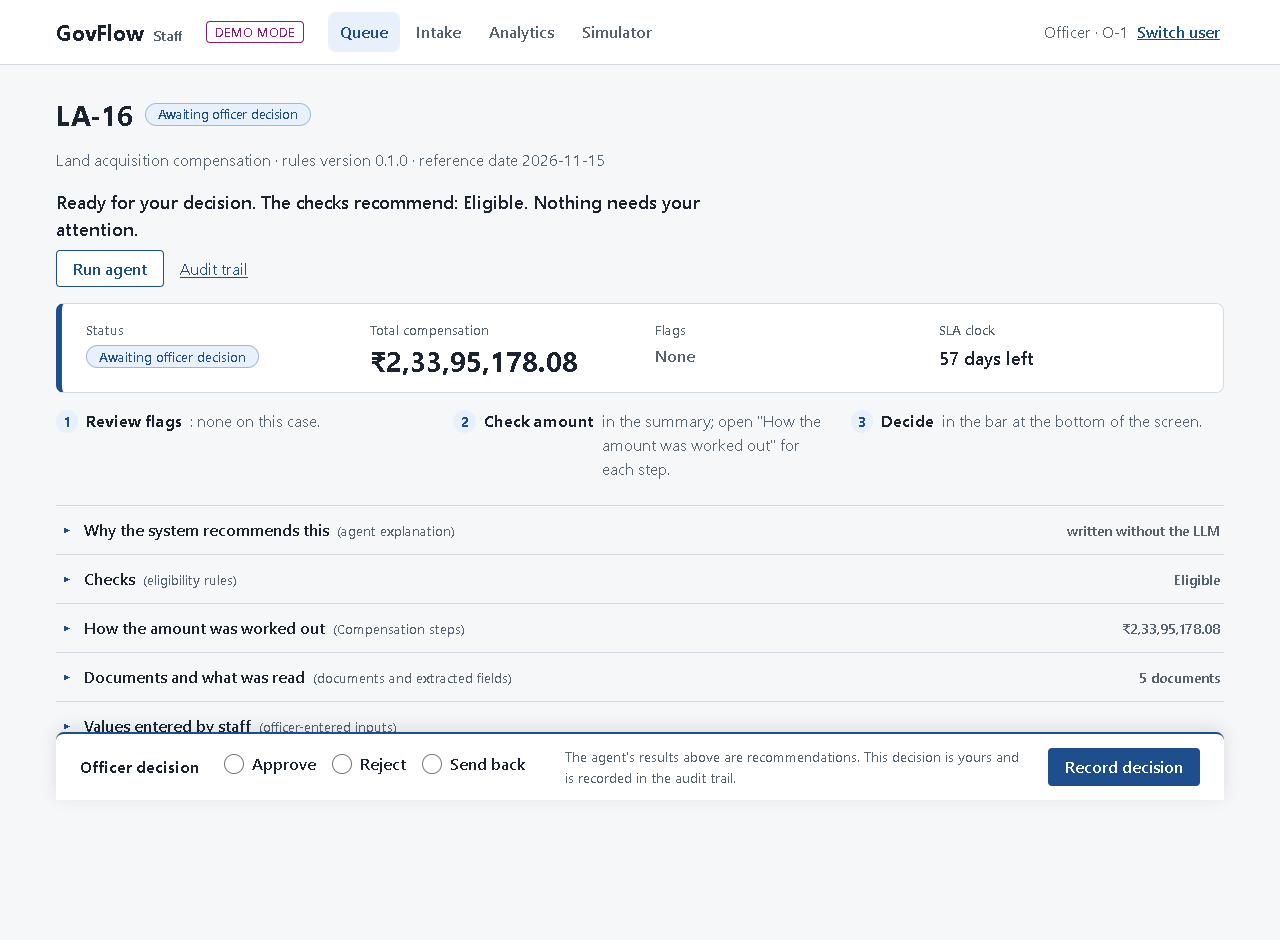 GovFlow Staff DEMO MODE Queue Intake Analytics Simulator Officer · O-1 Switch user
LA-16 Awaiting officer decision
Land acquisition compensation · rules version 0.1.0 · reference date 2026-11-15
Ready for your decision. The checks recommend: Eligible. Nothing needs your
attention.
Run agent Audit trail
Status Total compensation Flags SLA clock
Awaiting officer decision ₹2,33,95,178.08 None 57 days left
1 Review flags : none on this case.
2 Check amount in the summary; open "How the
amount was worked out" for
each step.
3 Decide in the bar at the bottom of the screen.
Why the system recommends this (agent explanation) written without the LLM
Checks (eligibility rules) Eligible
How the amount was worked out (Compensation steps) ₹2,33,95,178.08
Documents and what was read (documents and extracted fields) 5 documents
Values entered by staff (officer-entered inputs)
Officer decision Approve Reject Send back
The agent's results above are recommendations. This decision is yours and
is recorded in the audit trail.
Record decision